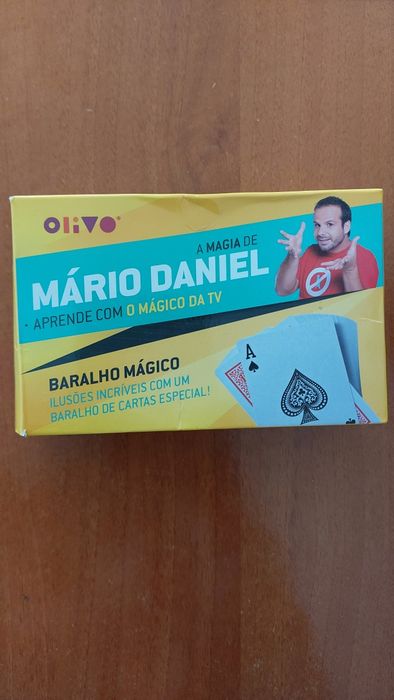 OLIVO®
A MAGIA DE
MÁRIO DANIEL
- APRENDE COM O MÁGICO DA TV
BARALHO MÁGICO
ILUSÕES INCRÍVEIS COM UM
BARALHO DE CARTAS ESPECIAL!
A